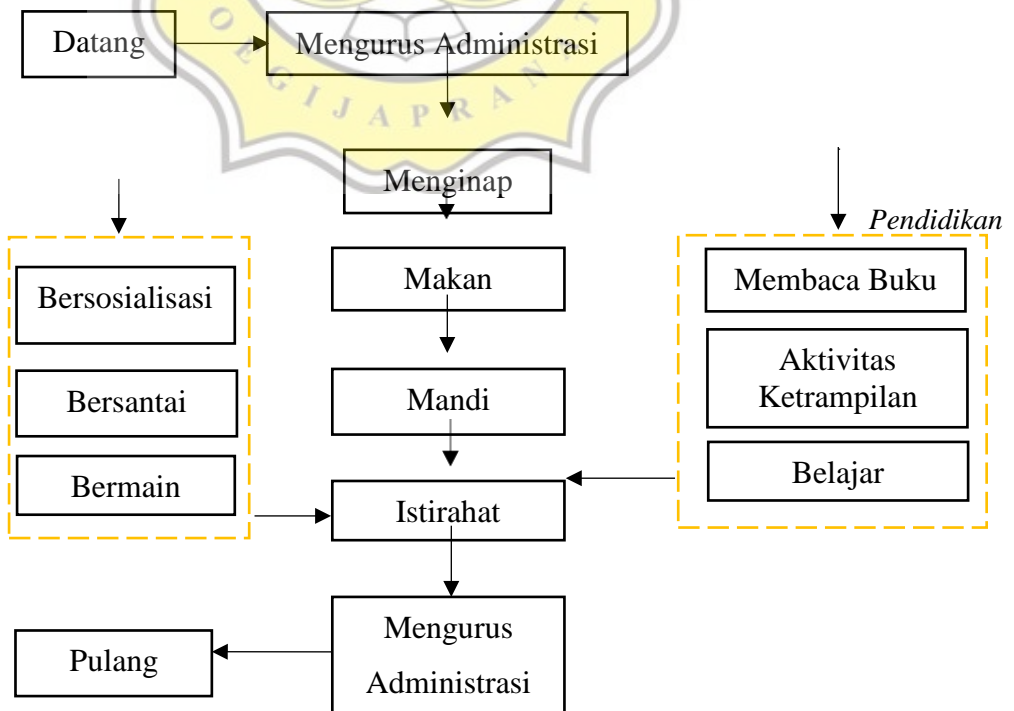 Datang
Mengurus Administrasi
OEGIJAPRANAT
Menginap
Pendidikan
Bersosialisasi
Makan
Membaca Buku
Bersantai
Mandi
Aktivitas
Ketrampilan
Bermain
Istirahat
Belajar
Pulang
Mengurus
Administrasi